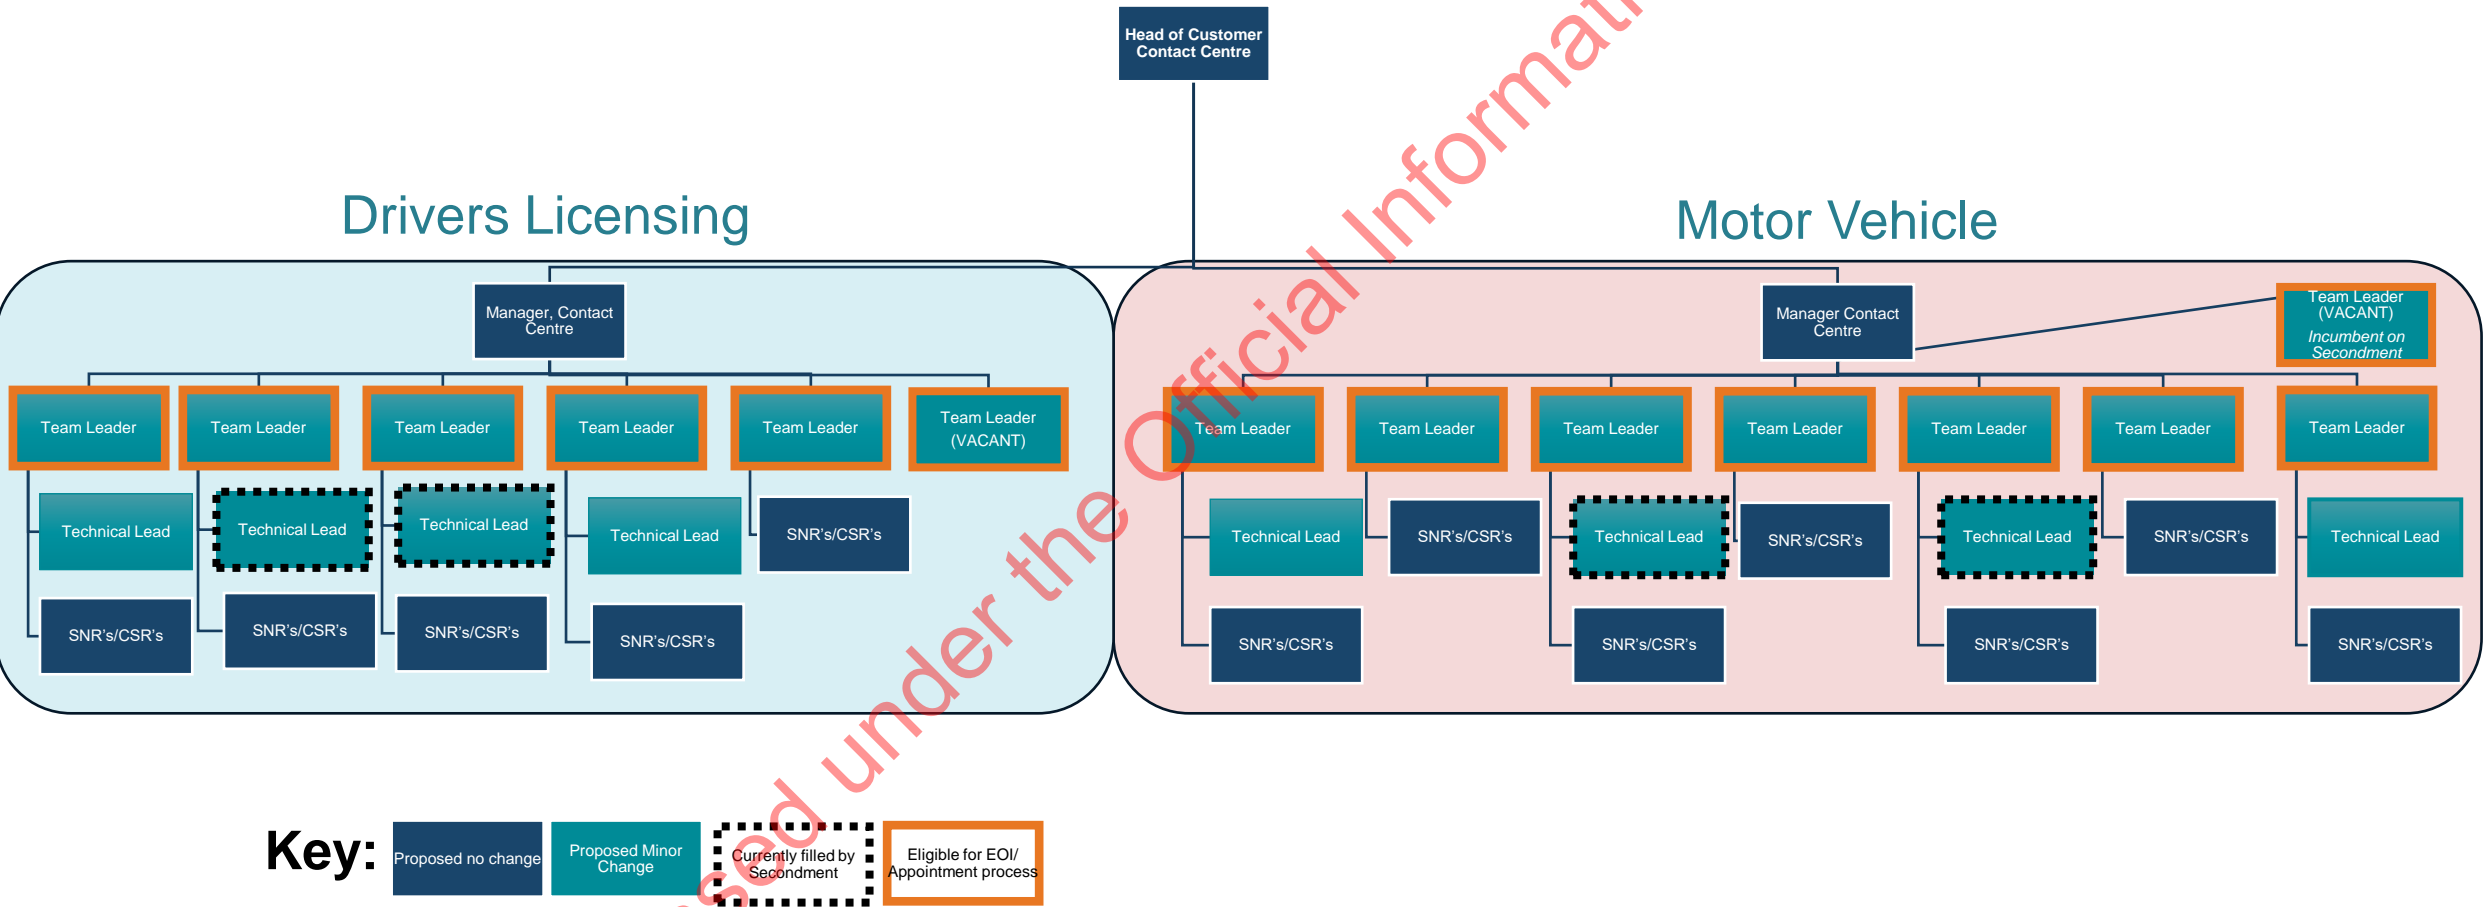 Head of Customer
Contact Centre
Drivers Licensing
Motor Vehicle
Manager, Contact
Centre
Manager Contact
Centre
Team Leader
(VACANT)
Incumbent on
Secondment
Team Leader
Team Leader
Team Leader
Team Leader
Team Leader
Team Leader
(VACANT)
Team Leader
Team Leader
Team Leader
Team Leader
Team Leader
Team Leader
Team Leader
Technical Lead
Technical Lead
Technical Lead
Technical Lead
SNR's/CSR's
Technical Lead
SNR's/CSR's
Technical Lead
SNR's/CSR's
Technical Lead
SNR's/CSR's
Technical Lead
SNR's/CSR's
SNR's/CSR's
SNR's/CSR's
SNR's/CSR's
SNR's/CSR's
SNR's/CSR's
SNR's/CSR's
SNR's/CSR's
Key:
Proposed no change
Proposed Minor
Change
Currently filled by
Secondment
Eligible for EOI/
Appointment process
under the Official